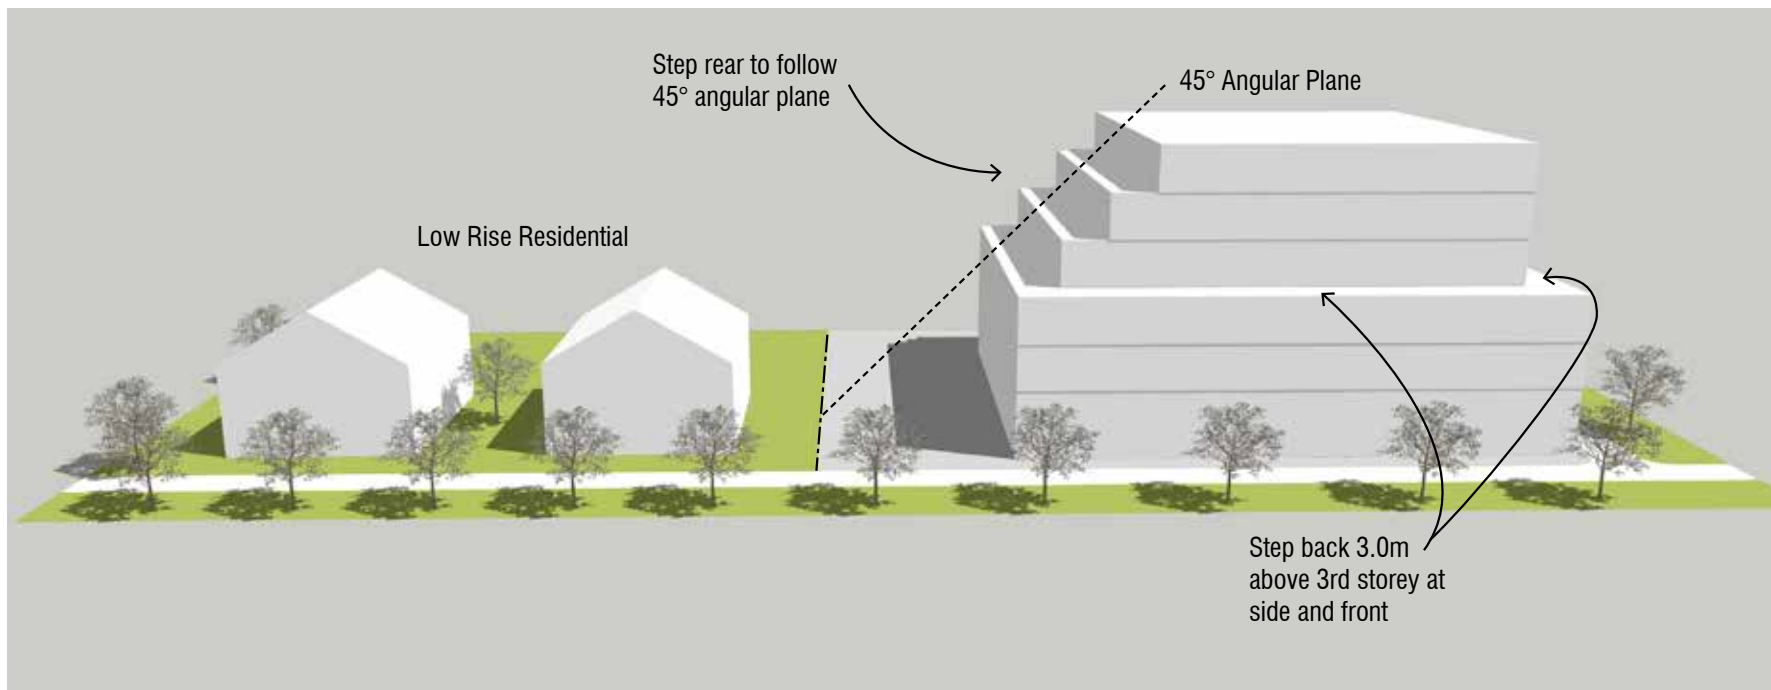 Step rear to follow
45° angular plane
45° Angular Plane
Low Rise Residential
Step back 3.0m
above 3rd storey at
side and front